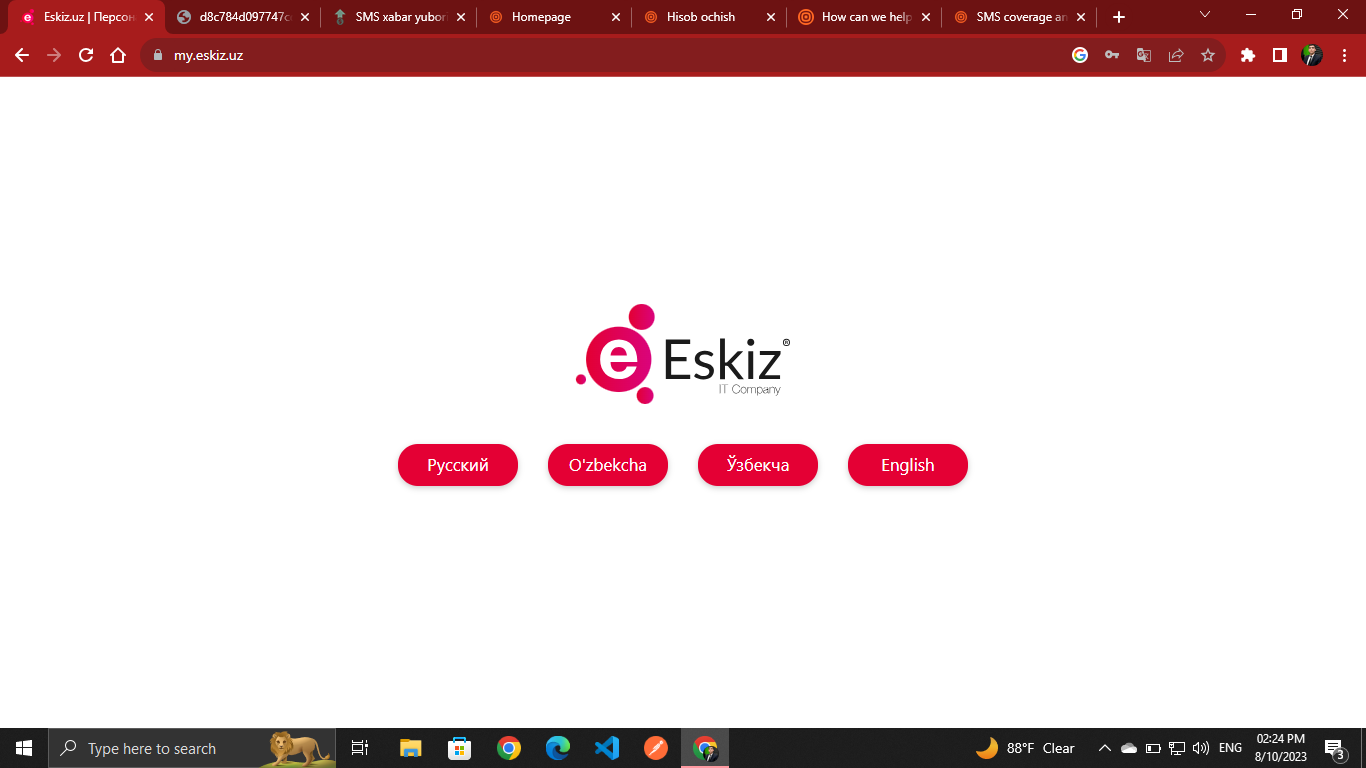 Eskiz.uz | Персон
d8c784d097747c
SMS xabar yubor
Homepage
Hisob ochish
How can we help
SMS coverage an
my.eskiz.uz
e Eskiz®
IT Company
Русский
O'zbekcha
Ўзбекча
English
Type here to search
88°F Clear
ENG
02:24 PM
8/10/2023
3